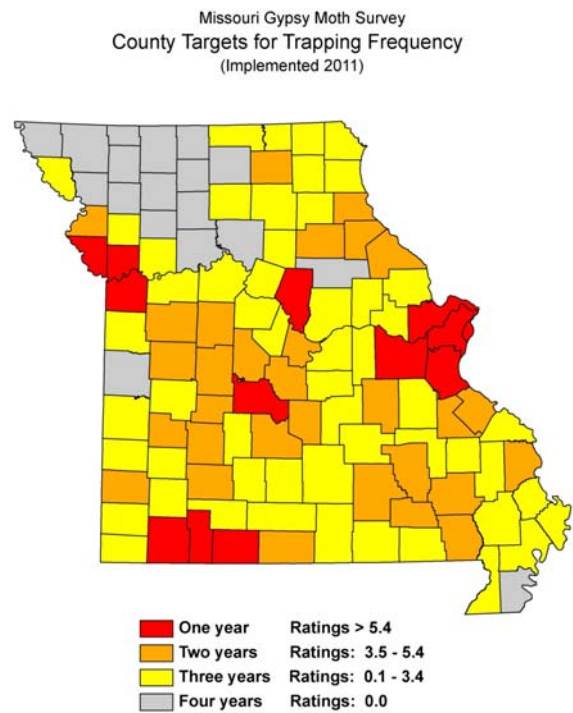 Missouri Gypsy Moth Survey
County Targets for Trapping Frequency
(Implemented 2011)
One year Ratings > 5.4
Two years Ratings: 3.5 - 5.4
Three years Ratings: 0.1 - 3.4
Four years Ratings: 0.0